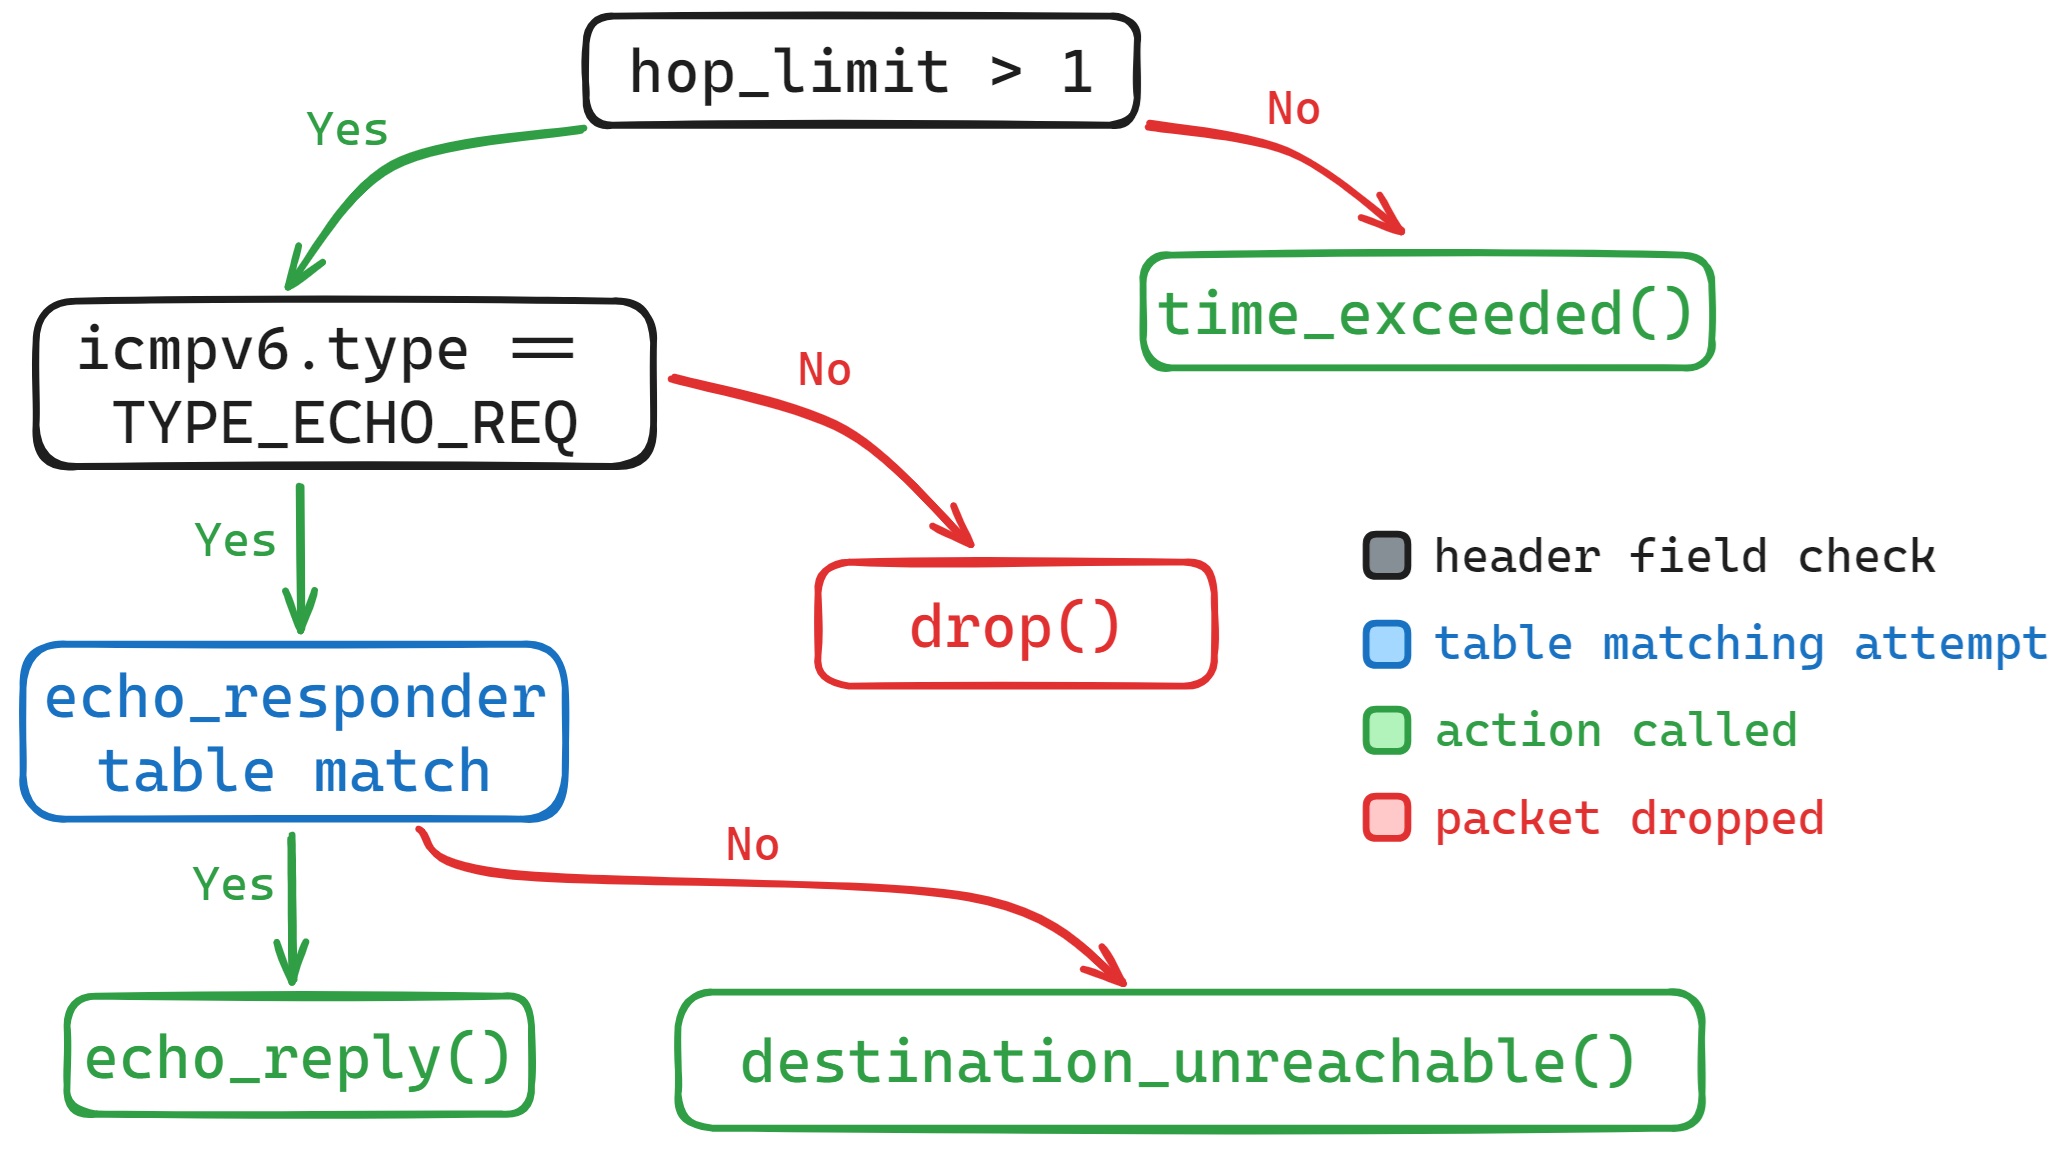 hop_limit > 1
Yes
No
time_exceeded()
icmpv6.type ==
TYPE_ECHO_REQ
No
Yes
drop()
header field check
table matching attempt
action called
packet dropped
echo_responder
table match
Yes
No
echo_reply()
destination_unreachable()